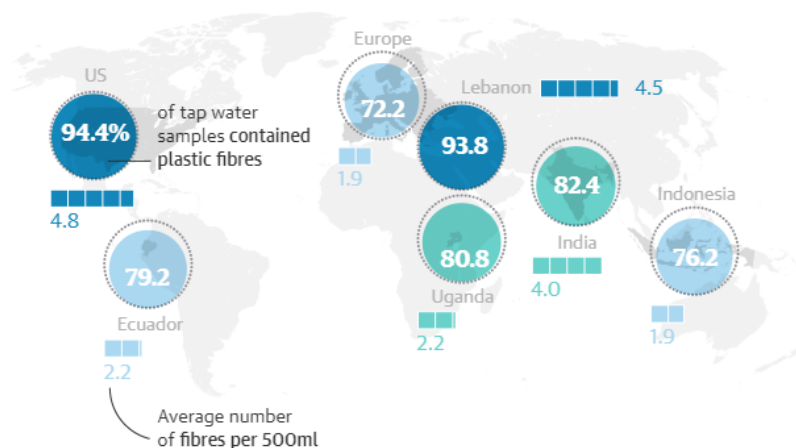 US
94.4%
of tap water
samples contained
plastic fibres
4.8
Europe
72.2
1.9
Lebanon
4.5
93.8
82.4
India
4.0
Indonesia
76.2
1.9
80.8
Uganda
2.2
79.2
Ecuador
2.2
Average number
of fibres per 500ml